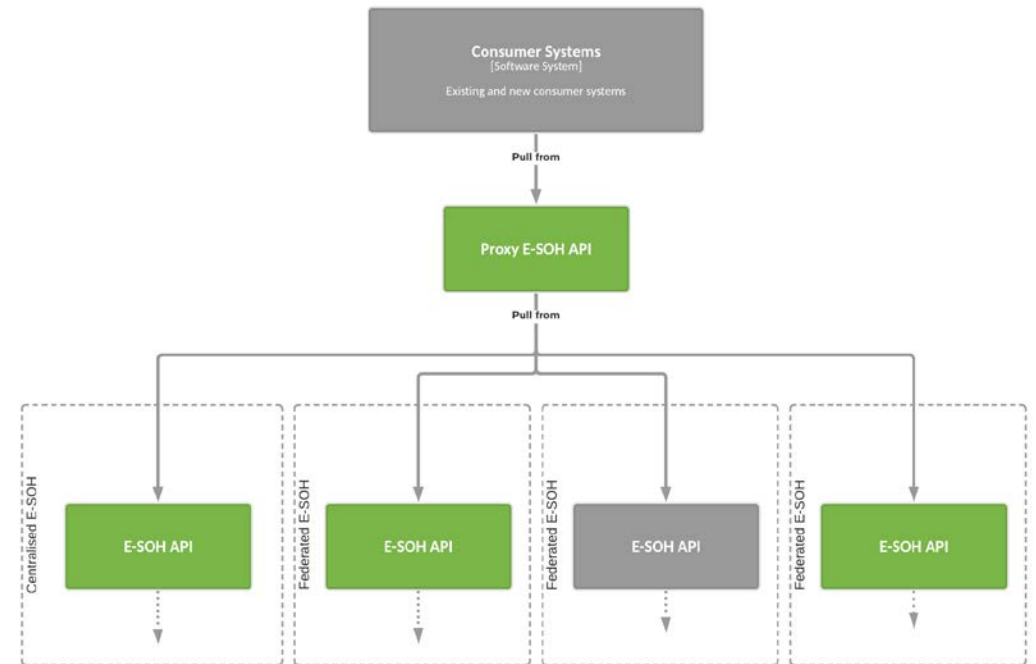 Consumer Systems
[Software System]
Existing and new consumer systems
Pull from
Proxy E-SOH API
Pull from
Centralised E-SOH
E-SOH API
Federated E-SOH
E-SOH API
Federated E-SOH
E-SOH API
Federated E-SOH
E-SOH API